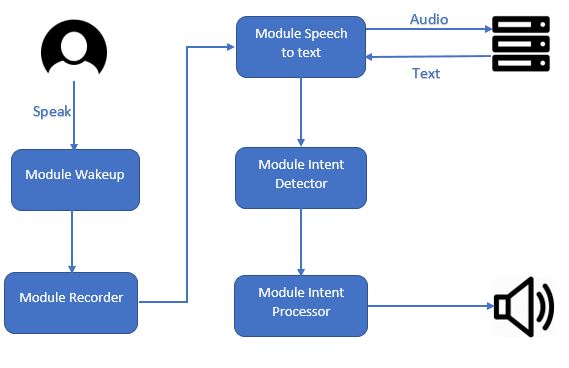 Speak
Module Wakeup
Module Recorder
Module Speech
to text
Audio
Text
Module Intent
Detector
Module Intent
Processor